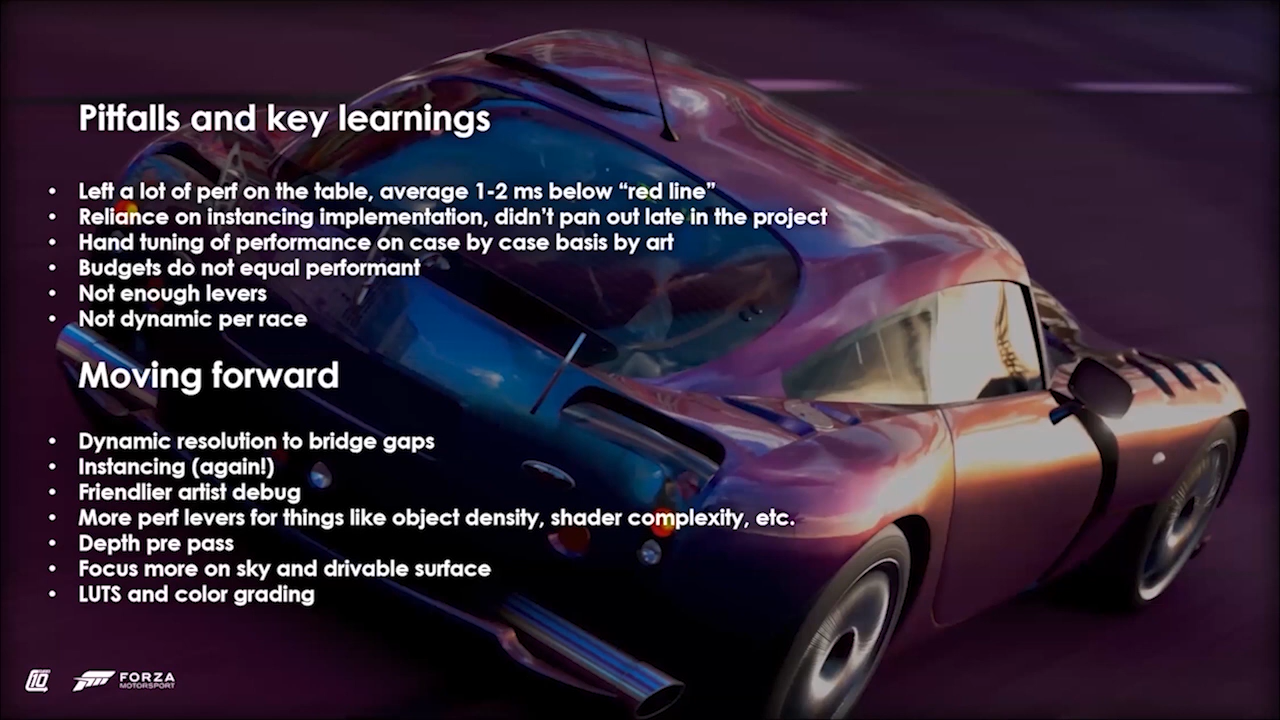 Pitfalls and key learnings
• Left a lot of perf on the table, average 1-2 ms below “red line”
• Reliance on instancing implementation, didn’t pan out late in the project
• Hand tuning of performance on case by case basis by art
• Budgets do not equal performant
• Not enough levers
• Not dynamic per race
Moving forward
• Dynamic resolution to bridge gaps
• Instancing (again!)
• Friendlier artist debug
• More perf levers for things like object density, shader complexity, etc.
• Depth pre pass
• Focus more on sky and drivable surface
• LUTS and color grading
10
FORZA
MOTORSPORT